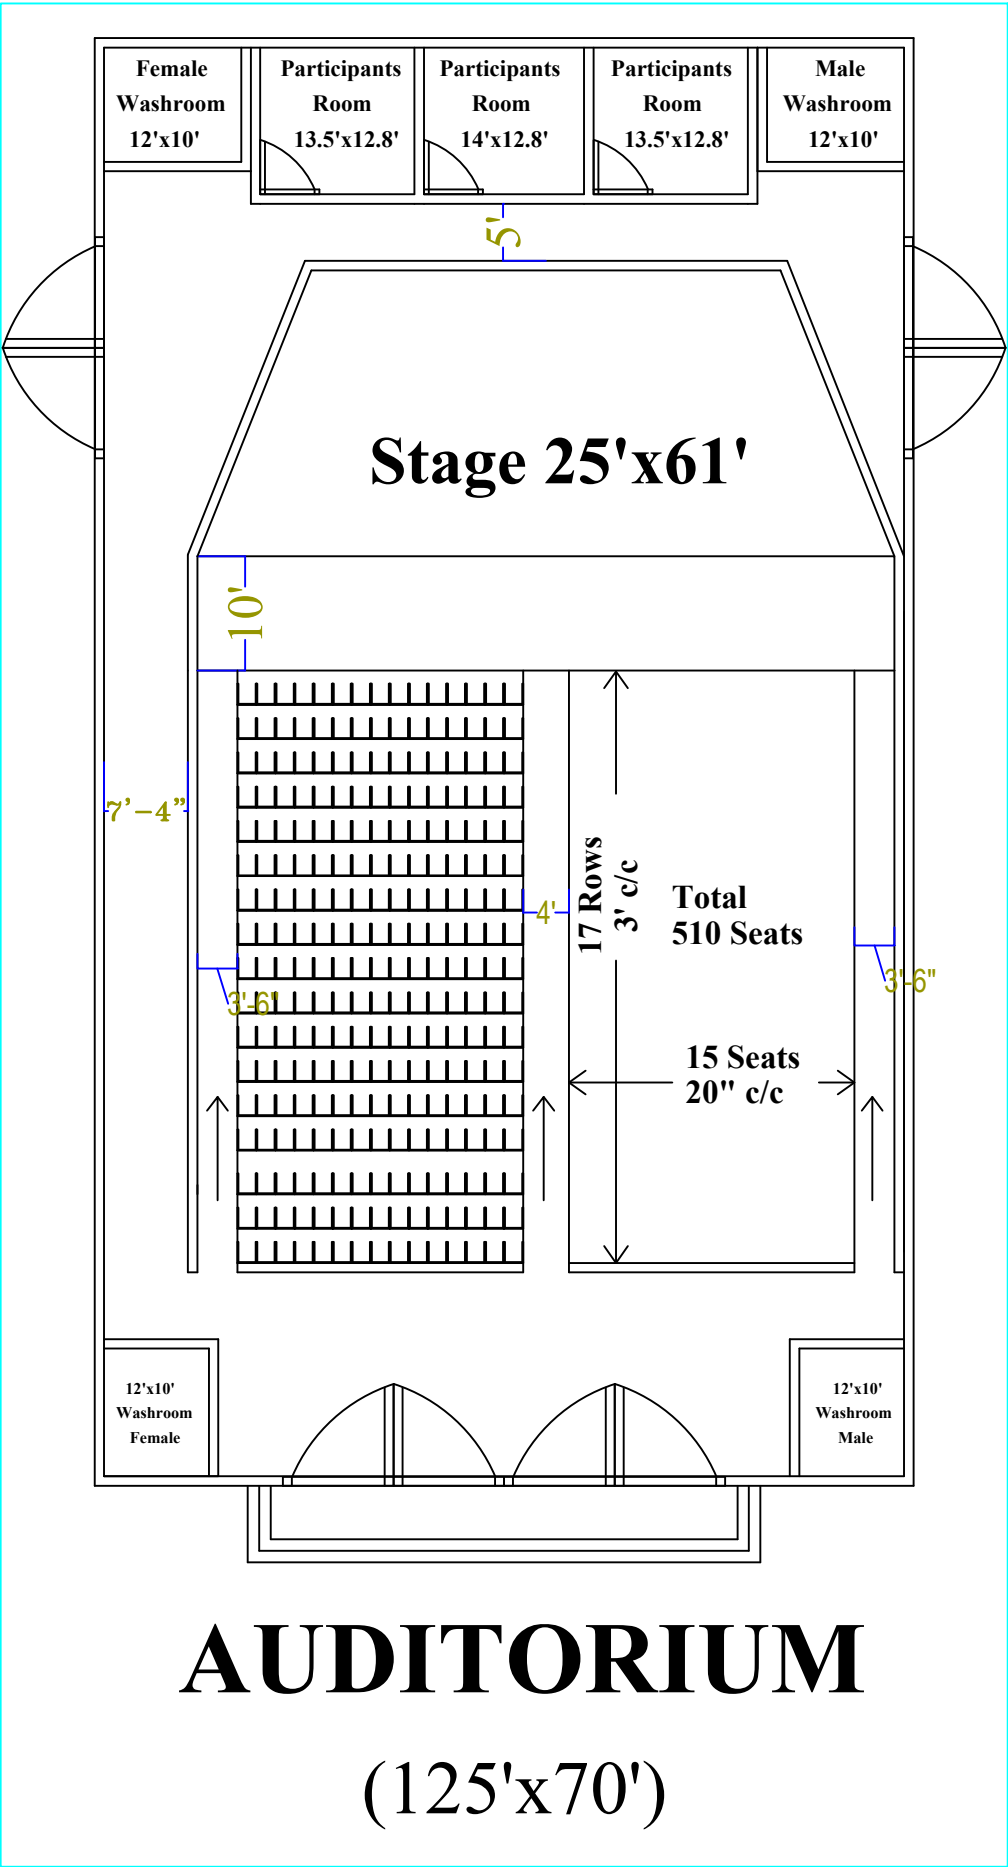 Female
Washroom
12'x10'
Participants
Room
13.5'x12.8'
Participants
Room
14'x12.8'
Participants
Room
13.5'x12.8'
Male
Washroom
12'x10'
5'
Stage 25'x61'
10'
7’-4”
4'
17 Rows
3' c/c
Total
510 Seats
3'-6"
3'-6"
15 Seats
20" c/c
12'x10'
Washroom
Female
12'x10'
Washroom
Male
AUDITORIUM
(125'x70')